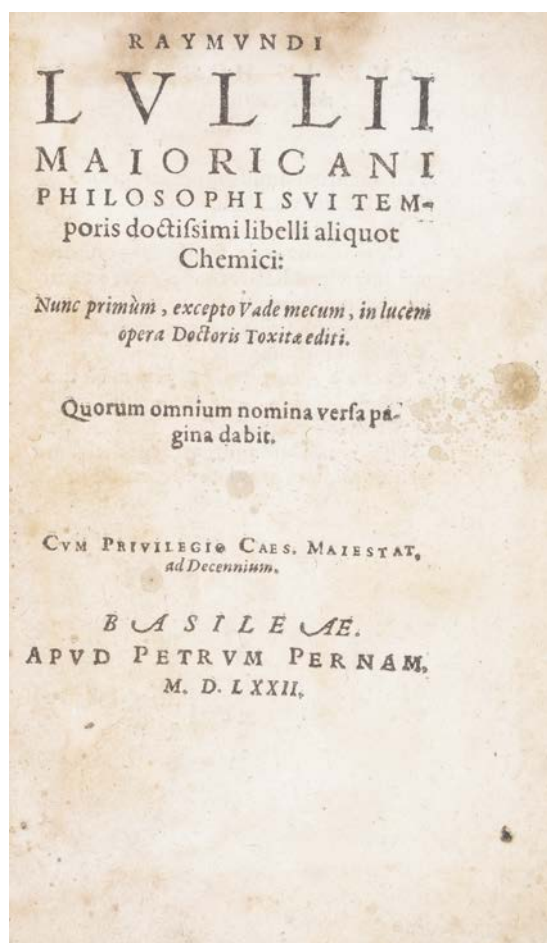 RAYMVNDI
LVLLII
MAIORICANI
PHILOSOPHI SVI TEM-
poris doctiſsimi libelli aliquot
Chemici:
Nunc primùm, excepto Vade mecum, in lucem
opera Doctoris Toxitæ editi.
Quorum omnium nomina verſa pa-
gina dabit.
CVM PRIVILEGIO CAES. MAIESTAT.
ad Decennium.
BASILEAE.
APVD PETRVM PERNAM,
M. D. LXXII.